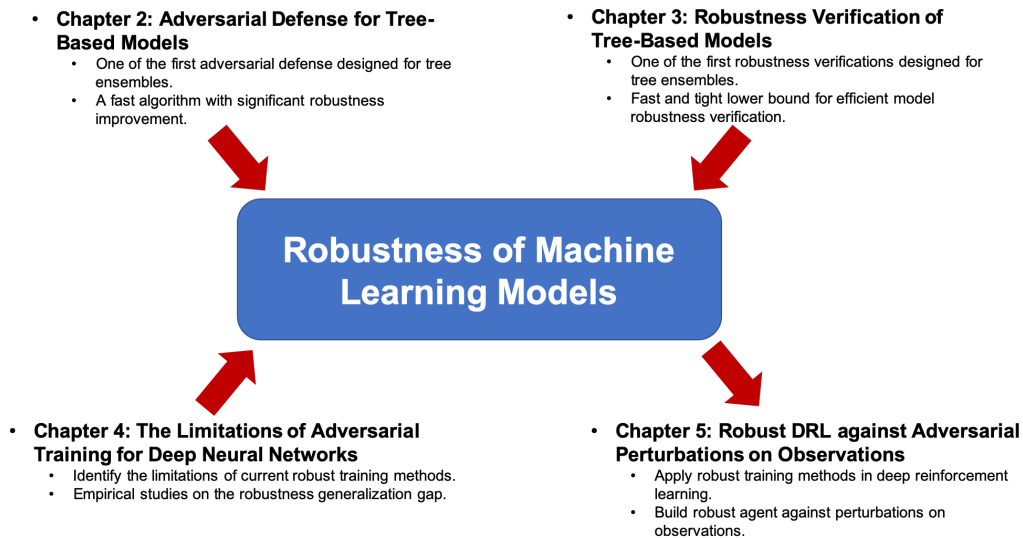 • Chapter 2: Adversarial Defense for Tree-
Based Models
• One of the first adversarial defense designed for tree
ensembles.
• A fast algorithm with significant robustness
improvement.
• Chapter 3: Robustness Verification of
Tree-Based Models
• One of the first robustness verifications designed for
tree ensembles.
• Fast and tight lower bound for efficient model
robustness verification.
Robustness of Machine
Learning Models
• Chapter 4: The Limitations of Adversarial
Training for Deep Neural Networks
• Identify the limitations of current robust training methods.
• Empirical studies on the robustness generalization gap.
• Chapter 5: Robust DRL against Adversarial
Perturbations on Observations
• Apply robust training methods in deep reinforcement
learning.
• Build robust agent against perturbations on
observations.